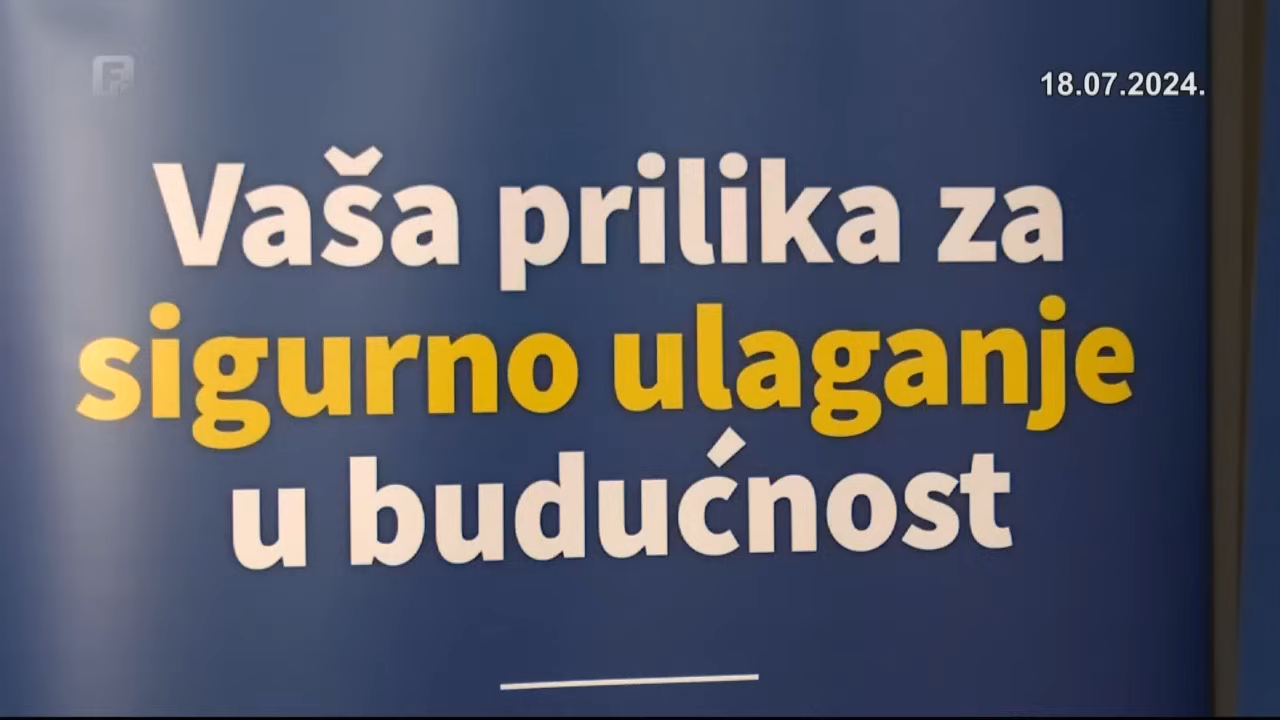 18.07.2024.
Vaša prilika za
sigurno ulaganje
u budućnost